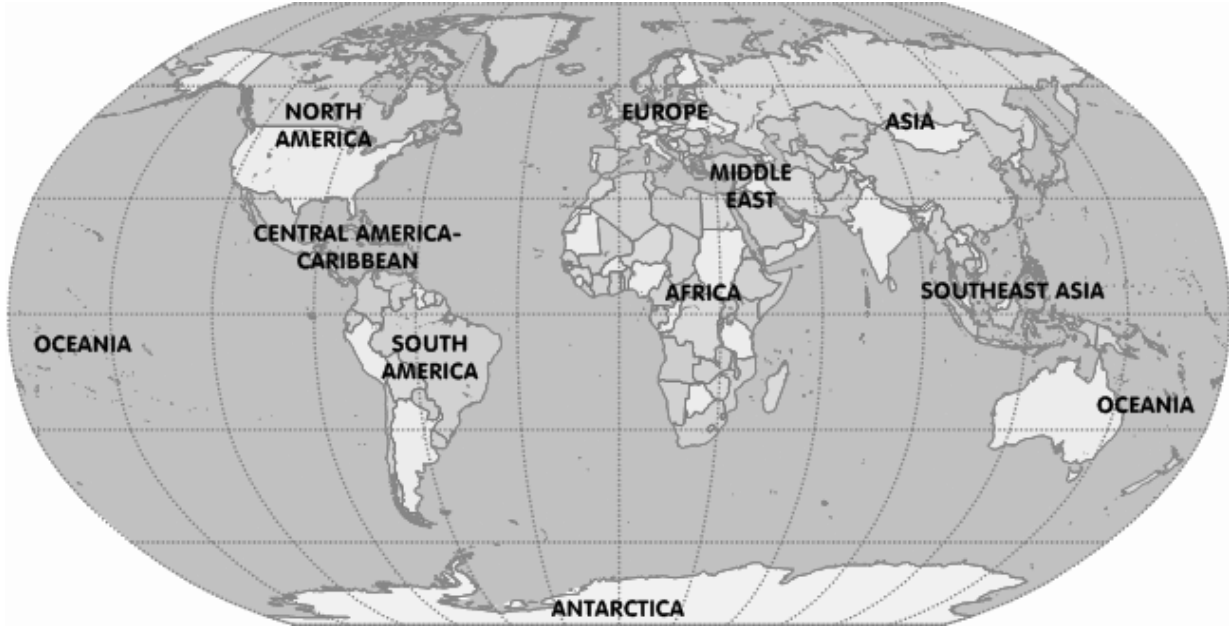 NORTH
AMERICA
EUROPE
ASIA
MIDDLE
EAST
CENTRAL AMERICA-
CARIBBEAN
AFRICA
SOUTHEAST ASIA
OCEANIA
SOUTH
AMERICA
OCEANIA
ANTARCTICA